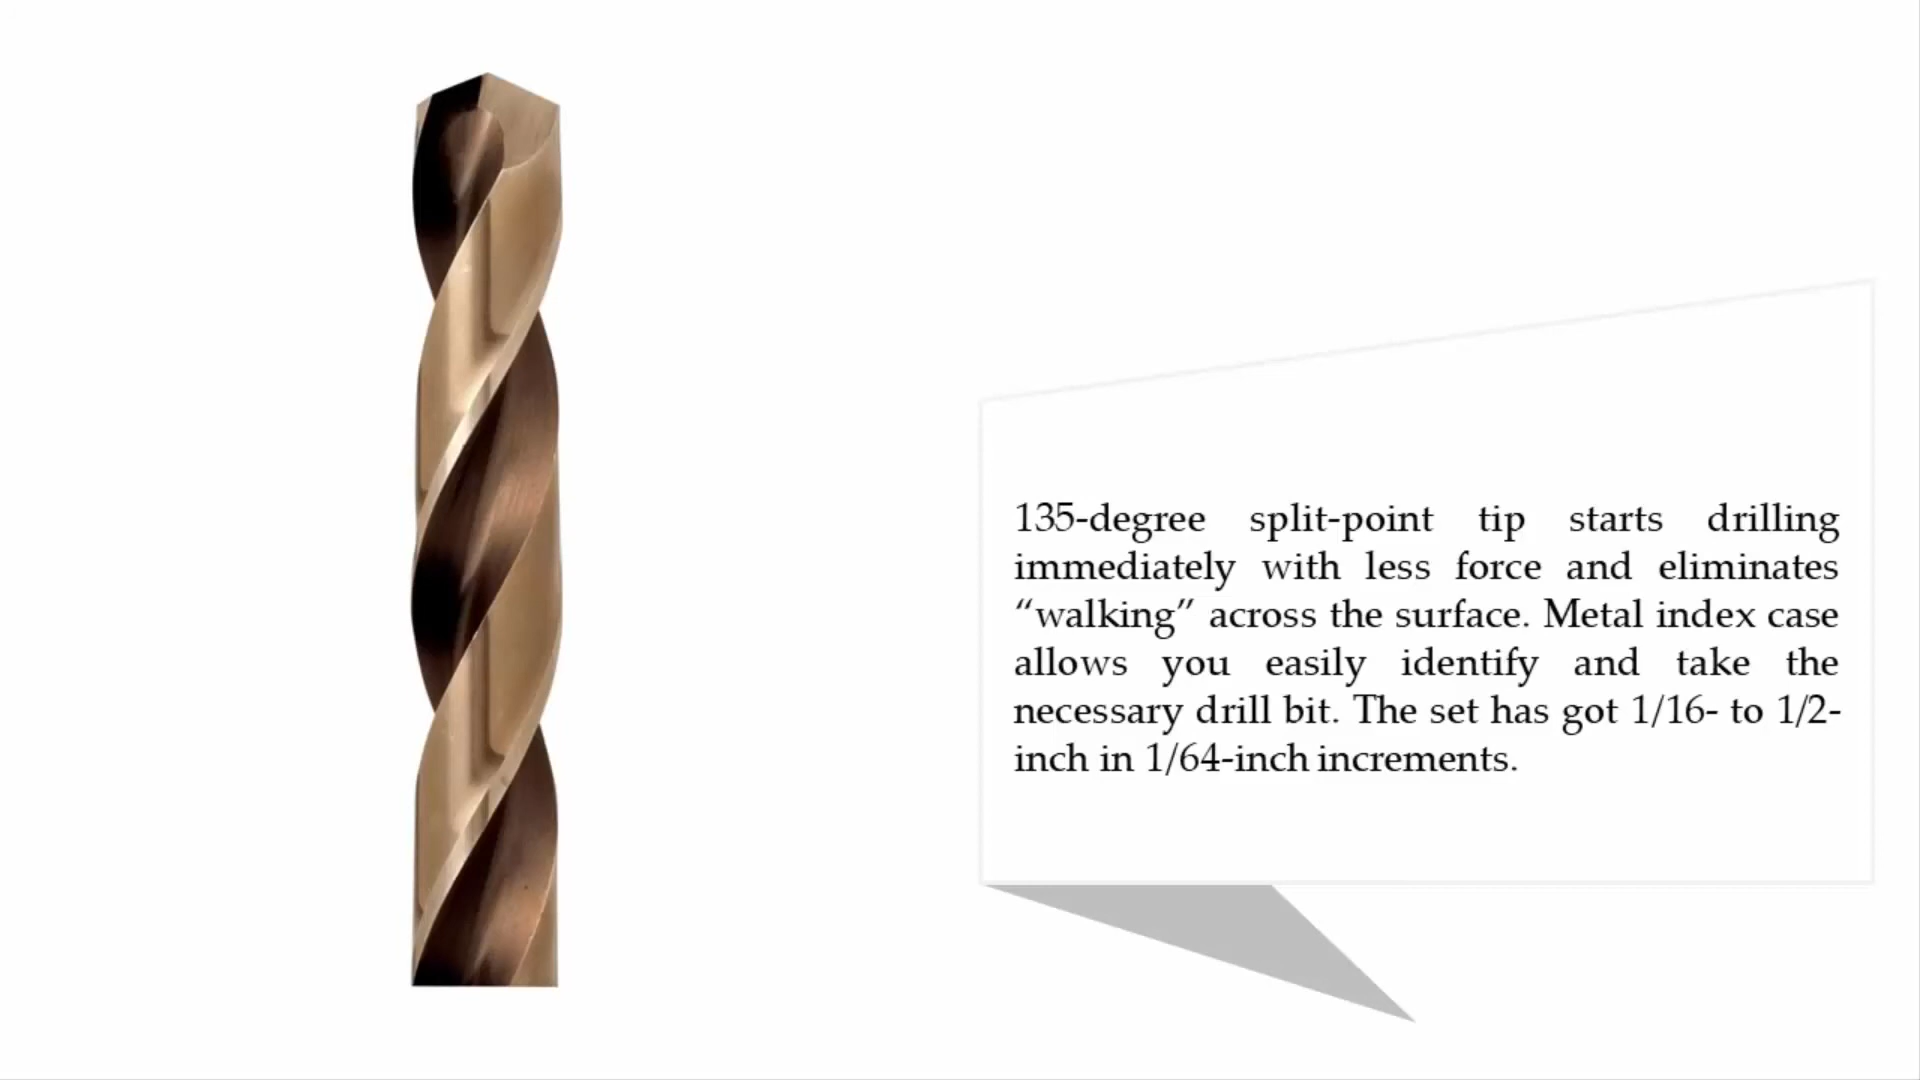 135-degree split-point tip starts drilling
immediately with less force and eliminates
“walking” across the surface. Metal index case
allows you easily identify and take the
necessary drill bit. The set has got 1/16- to 1/2-
inch in 1/64-inch increments.